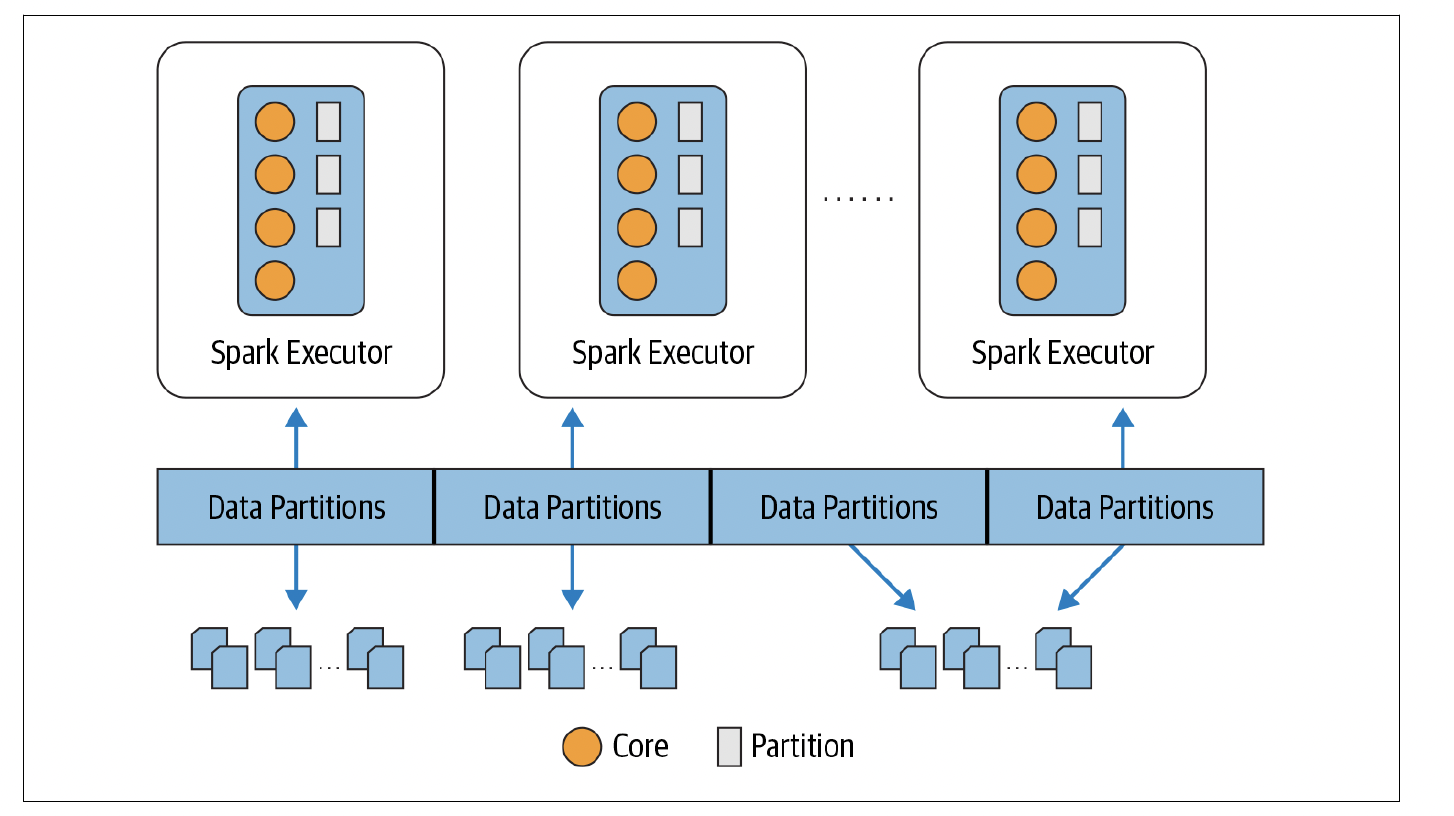 Spark Executor
Spark Executor
......
Spark Executor
Data Partitions
Data Partitions
Data Partitions
Data Partitions
...
...
...
Core
Partition